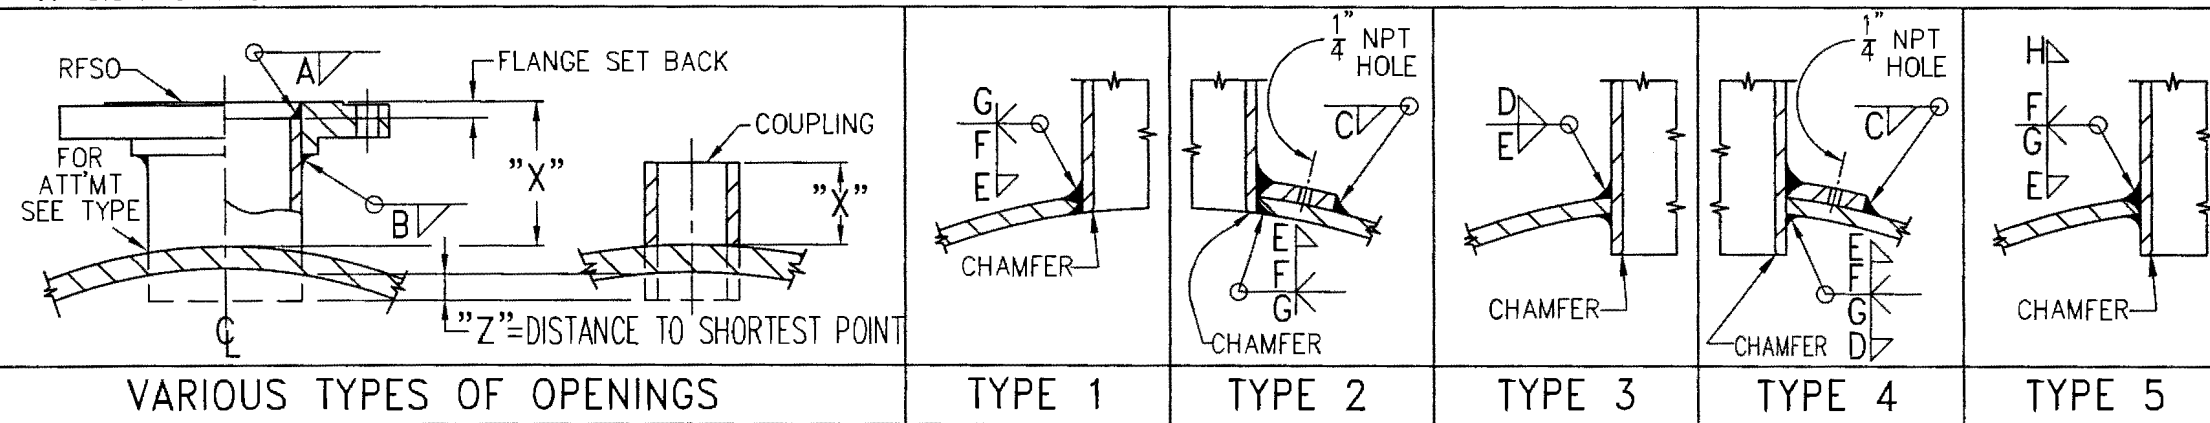 RFSO
A
FLANGE SET BACK
FOR
ATT'MT
SEE TYPE
B
"X"
COUPLING
"X"
"Z"=DISTANCE TO SHORTEST POINT
CL
VARIOUS TYPES OF OPENINGS
G
F
E
CHAMFER
TYPE 1
1/4" NPT
HOLE
C
E
F
G
CHAMFER
TYPE 2
D
E
CHAMFER
TYPE 3
1/4" NPT
HOLE
C
E
F
G
D
CHAMFER
TYPE 4
H
F
G
E
CHAMFER
TYPE 5